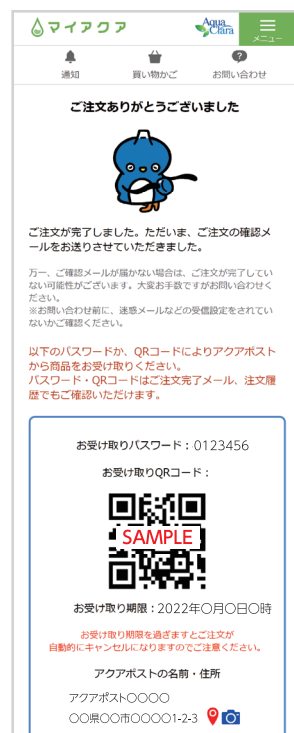 マイアクア
Aqua Clara
メニュー
通知 買い物かご お問い合わせ
ご注文ありがとうございました
ご注文が完了しました。ただいま、ご注文の確認メ
ールをお送りさせていただきました。
万一、ご確認メールが届かない場合は、ご注文が完了してい
ない可能性がございます。大変お手数ですがお問い合わせく
ださい。
※お問い合わせ前に、迷惑メールなどの受信設定をされてい
ないかご確認ください。
以下のパスワードか、QRコードによりアクアポスト
から商品をお受け取りください。
パスワード・QRコードはご注文完了メール、注文履
歴でもご確認いただけます。
お受け取りパスワード：0123456
お受け取りQRコード：
SAMPLE
お受け取り期限：2022年〇月〇日〇時
お受け取り期限を過ぎますとご注文が
自動的にキャンセルになりますのでご注意ください。
アクアポストの名前・住所
アクアポスト〇〇〇〇
〇〇県〇〇市〇〇〇〇1-2-3